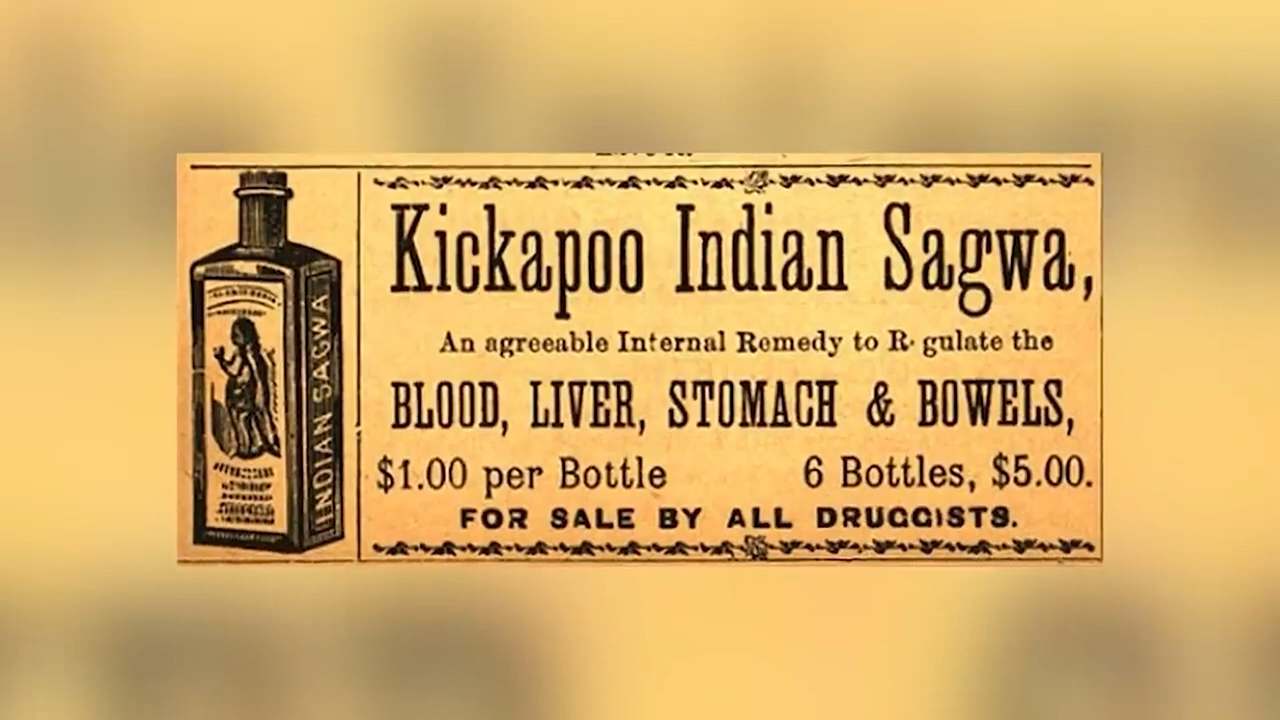 Kickapoo Indian Sagwa,
An agreeable Internal Remedy to R gulate the
BLOOD, LIVER, STOMACH & BOWELS,
$1.00 per Bottle 6 Bottles, $5.00.
FOR SALE BY ALL DRUGGISTS.
INDIAN SAGWA